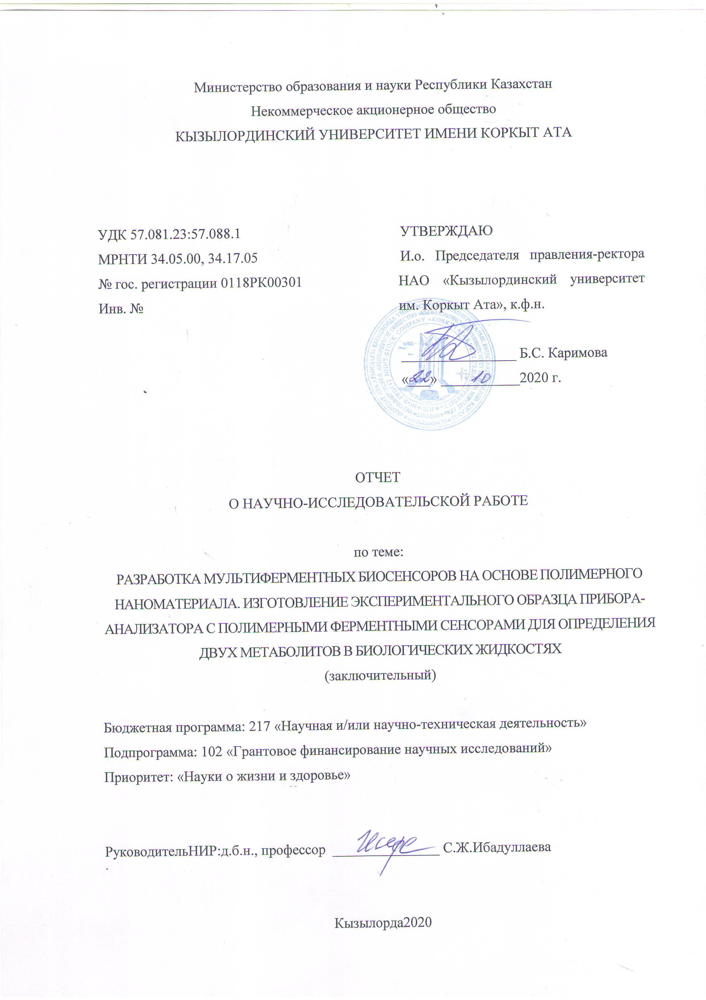 Министерство образования и науки Республики Казахстан
Некоммерческое акционерное общество
КЫЗЫЛОРДИНСКИЙ УНИВЕРСИТЕТ ИМЕНИ КОРКЫТ АТА
УДК 57.081.23:57.088.1
МРНТИ 34.05.00, 34.17.05
№ гос. регистрации 0118РК00301
Инв. №
УТВЕРЖДАЮ
И.о. Председателя правления-ректора
НАО «Кызылординский университет
им. Коркыт Ата», к.ф.н.
Б.С. Каримова
«22» 10 2020 г.
ОТЧЕТ
О НАУЧНО-ИССЛЕДОВАТЕЛЬСКОЙ РАБОТЕ
по теме:
РАЗРАБОТКА МУЛЬТИФЕРМЕНТНЫХ БИОСЕНСОРОВ НА ОСНОВЕ ПОЛИМЕРНОГО
НАНОМАТЕРИАЛА. ИЗГОТОВЛЕНИЕ ЭКСПЕРИМЕНТАЛЬНОГО ОБРАЗЦА ПРИБОРА-
АНАЛИЗАТОРА С ПОЛИМЕРНЫМИ ФЕРМЕНТНЫМИ СЕНСОРАМИ ДЛЯ ОПРЕДЕЛЕНИЯ
ДВУХ МЕТАБОЛИТОВ В БИОЛОГИЧЕСКИХ ЖИДКОСТЯХ
(заключительный)
Бюджетная программа: 217 «Научная и/или научно-техническая деятельность»
Подпрограмма: 102 «Грантовое финансирование научных исследований»
Приоритет: «Науки о жизни и здоровье»
РуководительНИР:д.б.н., профессор С.Ж.Ибадуллаева
Кызылорда2020